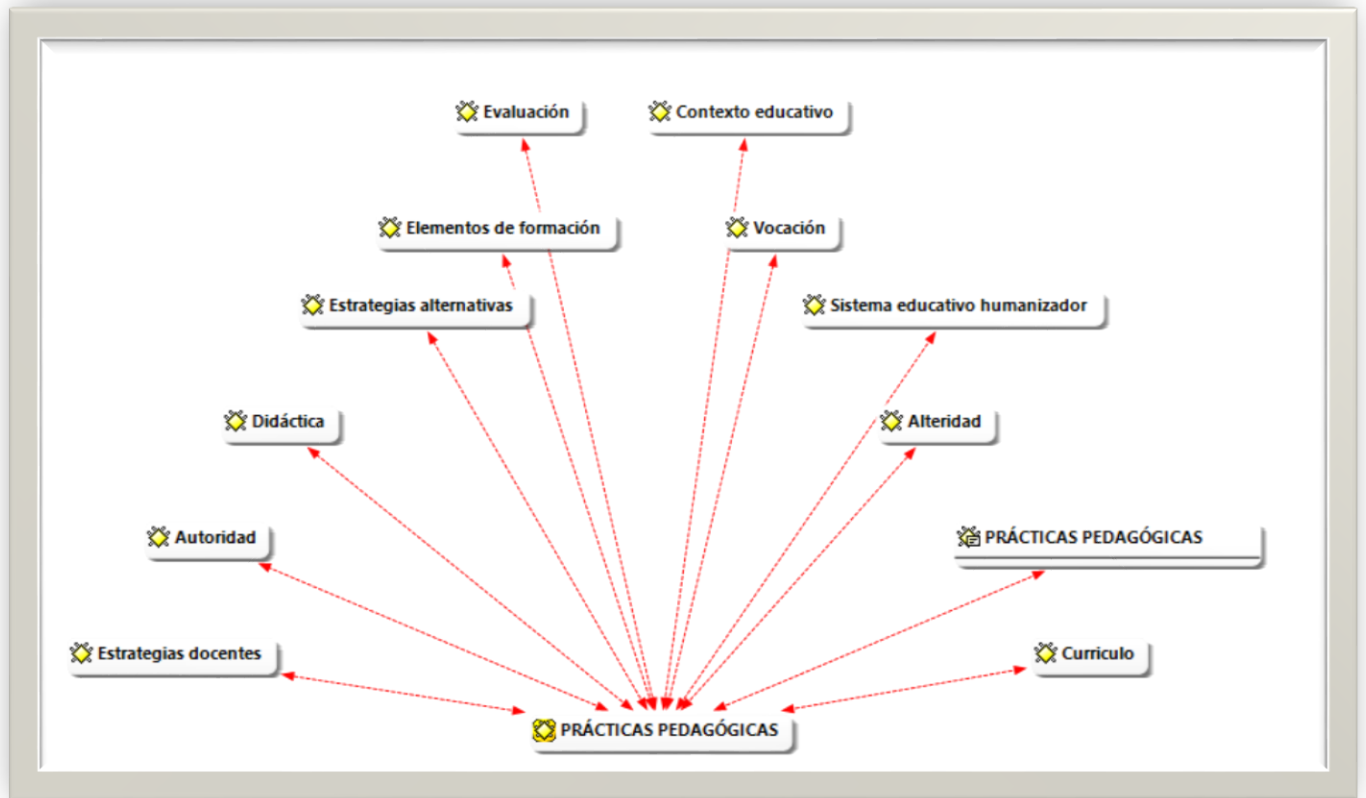 Evaluación
Contexto educativo
Elementos de formación
Vocación
Estrategias alternativas
Sistema educativo humanizador
Didáctica
Alteridad
Autoridad
PRÁCTICAS PEDAGÓGICAS
Estrategias docentes
Curriculo
PRÁCTICAS PEDAGÓGICAS